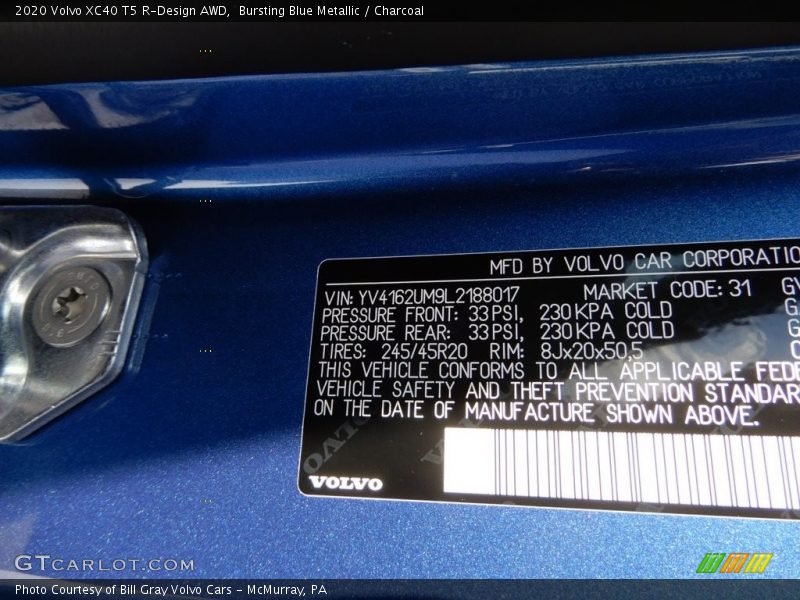 2020 Volvo XC40 T5 R-Design AWD, Bursting Blue Metallic / Charcoal
MFD BY VOLVO CAR CORPORATIO
VIN: YV4162UM9L2188017 MARKET CODE: 31
PRESSURE FRONT: 33 PSI, 230 KPA COLD
PRESSURE REAR: 33 PSI, 230 KPA COLD
TIRES: 245/45R20 RIM: 8Jx20x50,5
THIS VEHICLE CONFORMS TO ALL APPLICABLE FEDE
VEHICLE SAFETY AND THEFT PREVENTION STANDAR
ON THE DATE OF MANUFACTURE SHOWN ABOVE.
VOLVO
GTCARLOT.COM
Photo Courtesy of Bill Gray Volvo Cars - McMurray, PA